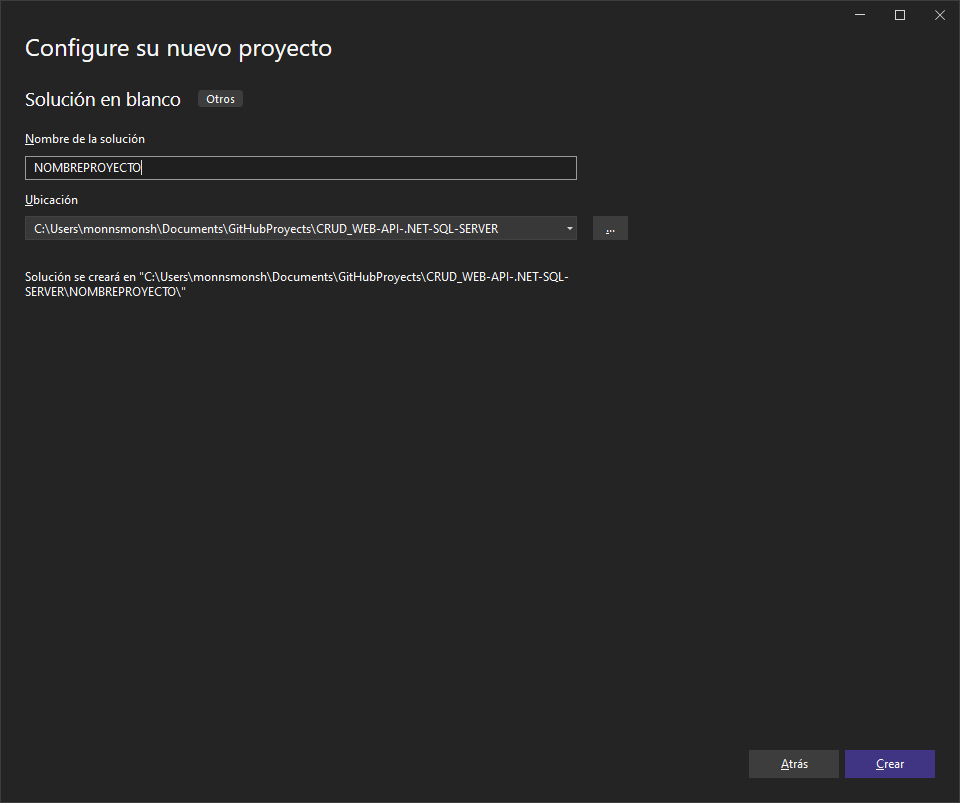 Configure su nuevo proyecto
Solución en blanco Otros
Nombre de la solución
NOMBREPROYECTO
Ubicación
C:\Users\monnsmonsh\Documents\GitHubProyects\CRUD_WEB-API-.NET-SQL-SERVER
...
Solución se creará en "C:\Users\monnsmonsh\Documents\GitHubProyects\CRUD_WEB-API-.NET-SQL-
SERVER\NOMBREPROYECTO\"
Atrás Crear